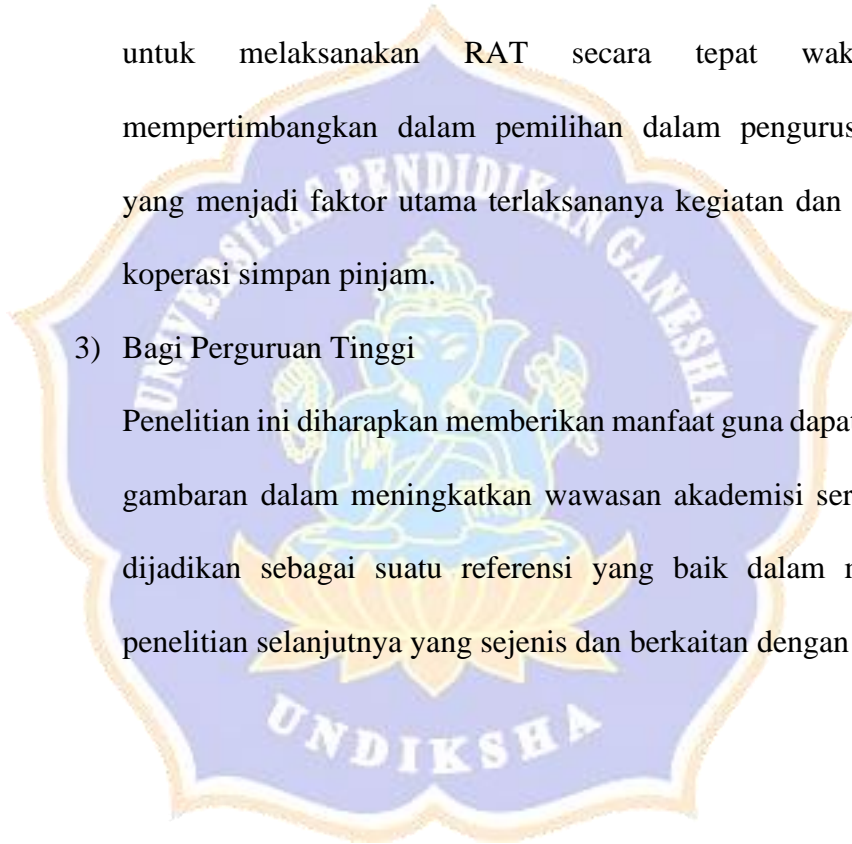 untuk melaksanakan RAT secara tepat wak
mempertimbangkan dalam pemilihan dalam pengurus
yang menjadi faktor utama terlaksananya kegiatan dan
koperasi simpan pinjam.
3) Bagi Perguruan Tinggi
Penelitian ini diharapkan memberikan manfaat guna dapat
gambaran dalam meningkatkan wawasan akademisi ser
dijadikan sebagai suatu referensi yang baik dalam
penelitian selanjutnya yang sejenis dan berkaitan dengan
UNIVERSITAS PENDIDIKAN GANESHA
UNDIKSHA